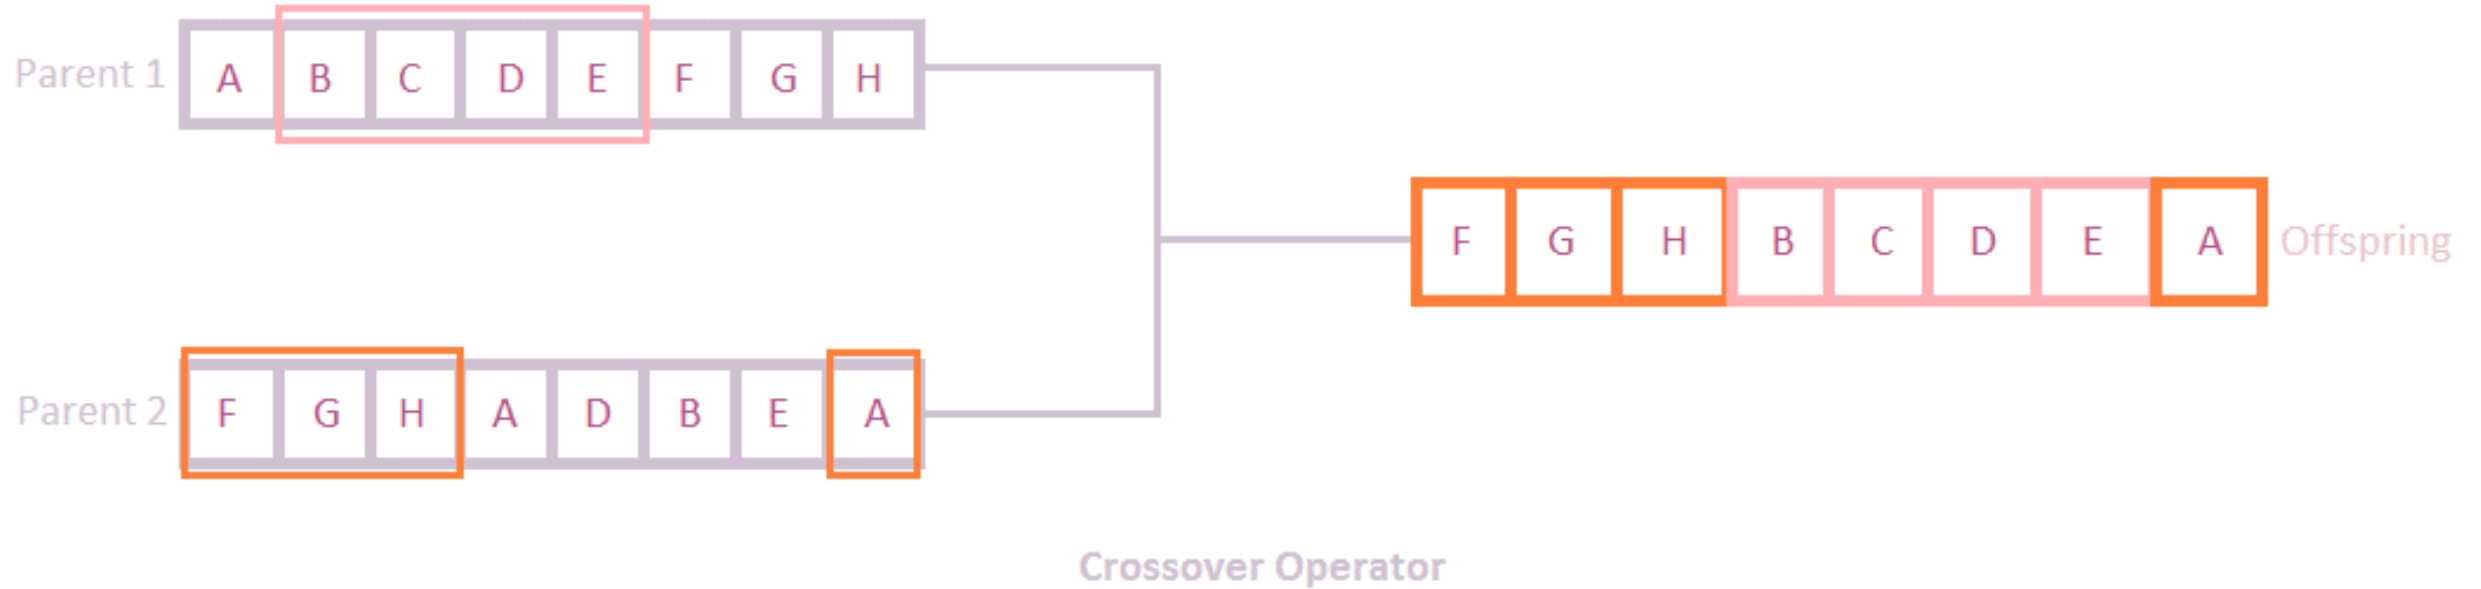 Parent 1 A B C D E F G H
F G H B C D E A Offspring
Parent 2 F G H A D B E A
Crossover Operator